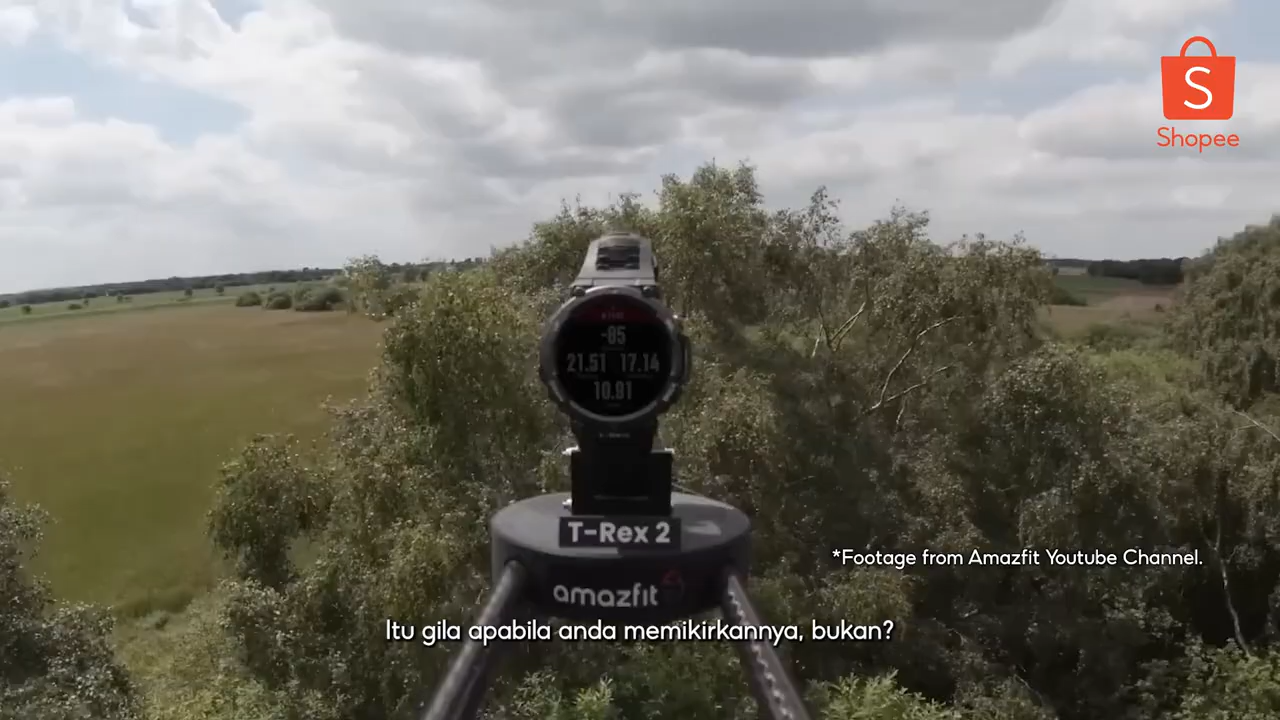 Shopee
-05
21.51 17.14
10.91
T-Rex 2
amazfit
*Footage from Amazfit Youtube Channel.
Itu gila apabila anda memikirkannya, bukan?